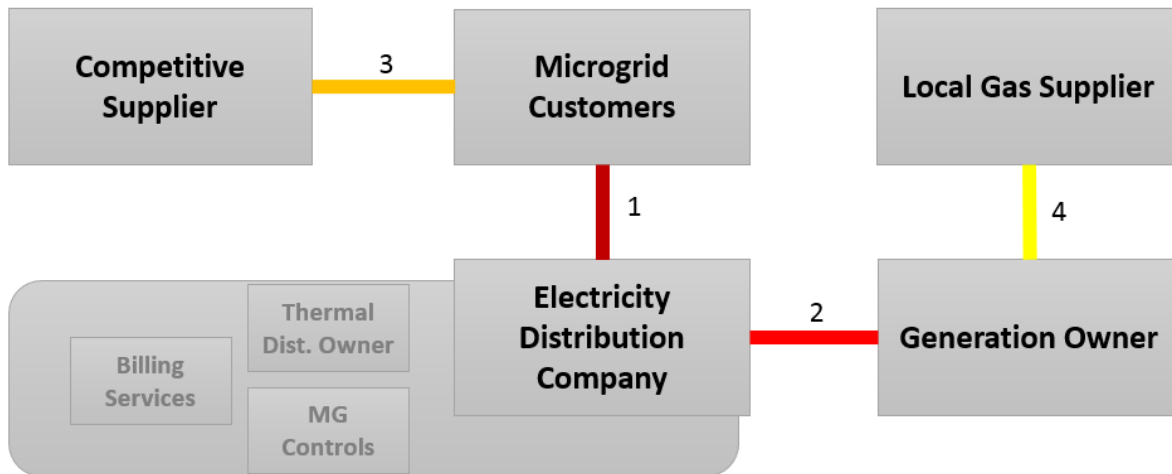 Competitive
Supplier
3
Microgrid
Customers
Local Gas Supplier
1
4
Electricity
Distribution
Company
2
Generation Owner
Thermal
Dist. Owner
Billing
Services
MG
Controls